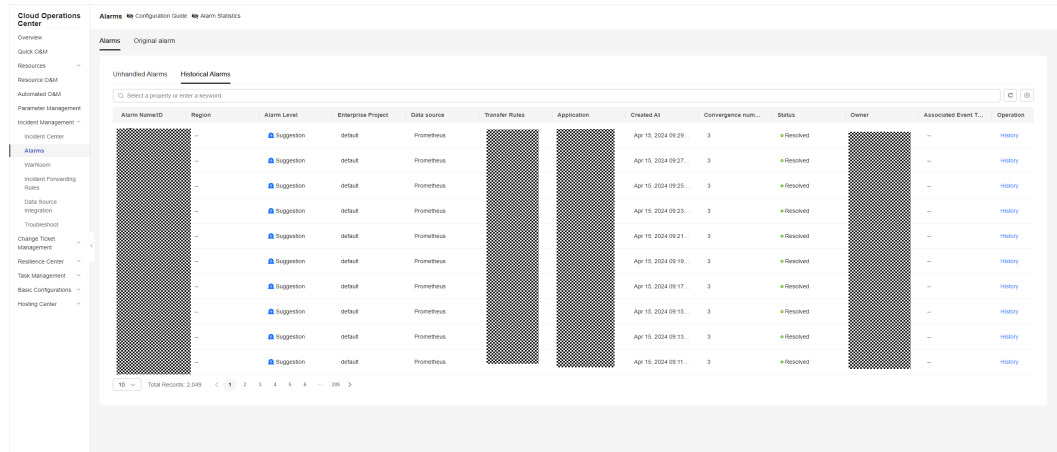 Cloud Operations Center
Alarms Configuration Guide Alarm Statistics
Overview
Quick O&M
Resources
Resource O&M
Automated O&M
Parameter Management
Incident Management
Incident Center
Alarms
WarRoom
Incident Forwarding Rules
Data Source Integration
Troubleshoot
Change Ticket Management
Resilience Center
Task Management
Basic Configurations
Hosting Center
Alarms Original alarm
Unhandled Alarms Historical Alarms
Select a property or enter a keyword.
Alarm Name/ID Region Alarm Level Enterprise Project Data source Transfer Rules Application Created At Convergence num... Status Owner Associated Event T... Operation
-- Suggestion default Prometheus Apr 15, 2024 09:29... 3 Resolved -- History
-- Suggestion default Prometheus Apr 15, 2024 09:27... 3 Resolved -- History
-- Suggestion default Prometheus Apr 15, 2024 09:25... 3 Resolved -- History
-- Suggestion default Prometheus Apr 15, 2024 09:23... 3 Resolved -- History
-- Suggestion default Prometheus Apr 15, 2024 09:21... 3 Resolved -- History
-- Suggestion default Prometheus Apr 15, 2024 09:19... 3 Resolved -- History
-- Suggestion default Prometheus Apr 15, 2024 09:17... 3 Resolved -- History
-- Suggestion default Prometheus Apr 15, 2024 09:15... 3 Resolved -- History
-- Suggestion default Prometheus Apr 15, 2024 09:13... 3 Resolved -- History
-- Suggestion default Prometheus Apr 15, 2024 09:11... 3 Resolved -- History
10 Total Records: 2,049 < 1 2 3 4 5 6 ... 205 >